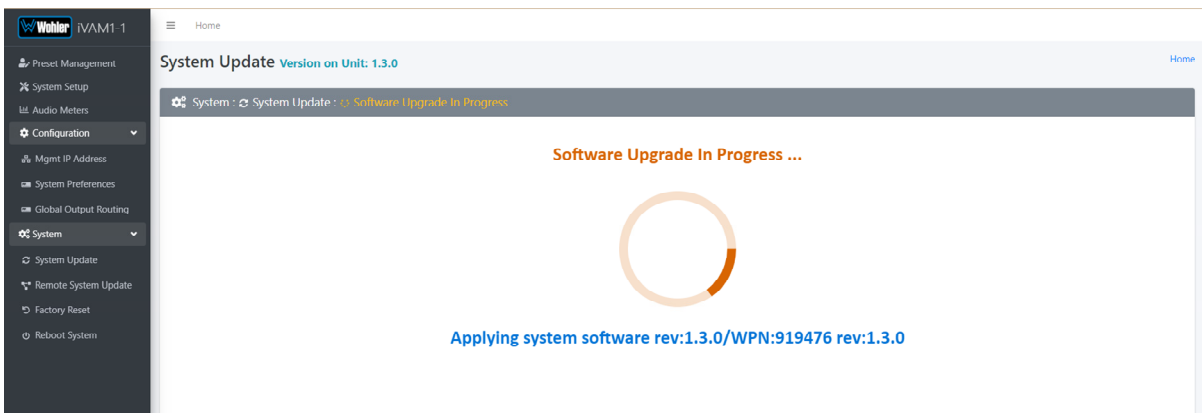 Wohler iVAM1-1
Preset Management
System Setup
Audio Meters
Configuration
Mgmt IP Address
System Preferences
Global Output Routing
System
System Update
Remote System Update
Factory Reset
Reboot System
Home
System Update Version on Unit: 1.3.0
Home
System : System Update : Software Upgrade In Progress
Software Upgrade In Progress ...
Applying system software rev:1.3.0/WPN:919476 rev:1.3.0